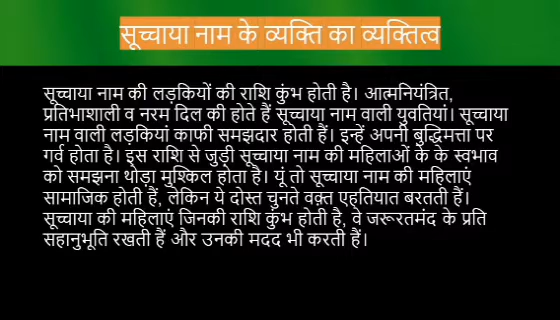 सूच्चाया नाम के व्यक्ति का व्यक्तित्व
सूच्चाया नाम की लड़कियों की राशि कुंभ होती है। आत्मनियंत्रित,
प्रतिभाशाली व नरम दिल की होते हैं सूच्चाया नाम वाली युवतियां। सूच्चाया
नाम वाली लड़कियां काफी समझदार होती हैं। इन्हें अपनी बुद्धिमत्ता पर
गर्व होता है। इस राशि से जुड़ी सूच्चाया नाम की महिलाओं के के स्वभाव
को समझना थोड़ा मुश्किल होता है। यूं तो सूच्चाया नाम की महिलाएं
सामाजिक होती हैं, लेकिन ये दोस्त चुनते वक़्त एहतियात बरतती हैं।
सूच्चाया की महिलाएं जिनकी राशि कुंभ होती है, वे जरूरतमंद के प्रति
सहानुभूति रखती हैं और उनकी मदद भी करती हैं।